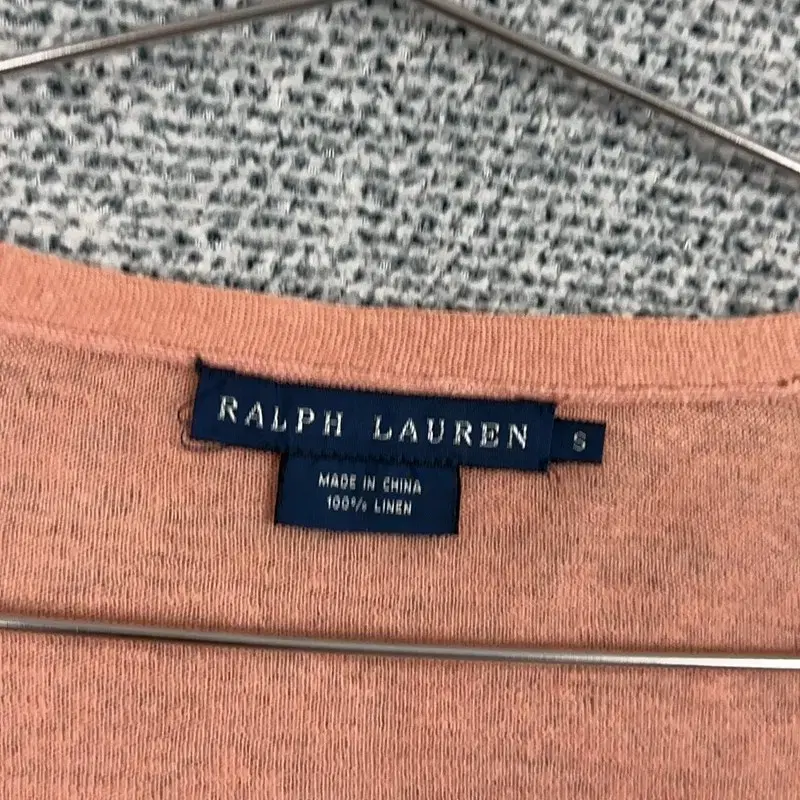 RALPH LAUREN
S
MADE IN CHINA
100% LINEN